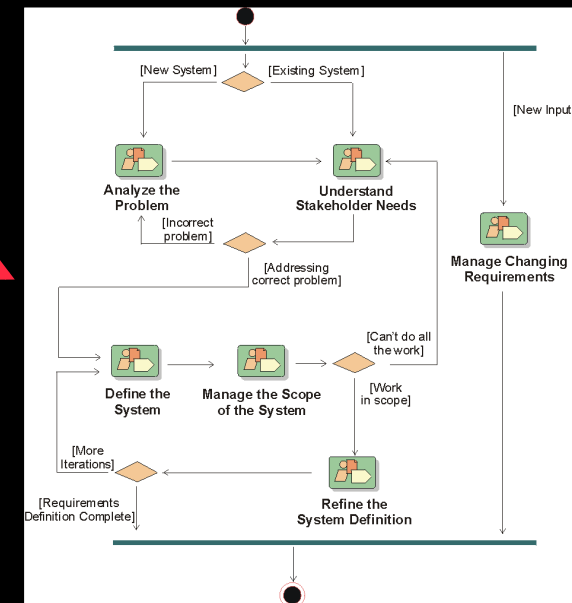 [New System]
[Existing System]
[New Input
Analyze the
Problem
Understand
Stakeholder Needs
[Incorrect
problem]
[Addressing
correct problem]
Manage Changing
Requirements
[Can't do all
the work]
Define the
System
Manage the Scope
of the System
[Work
in scope]
[More
Iterations]
[Requirements
Definition Complete]
Refine the
System Definition